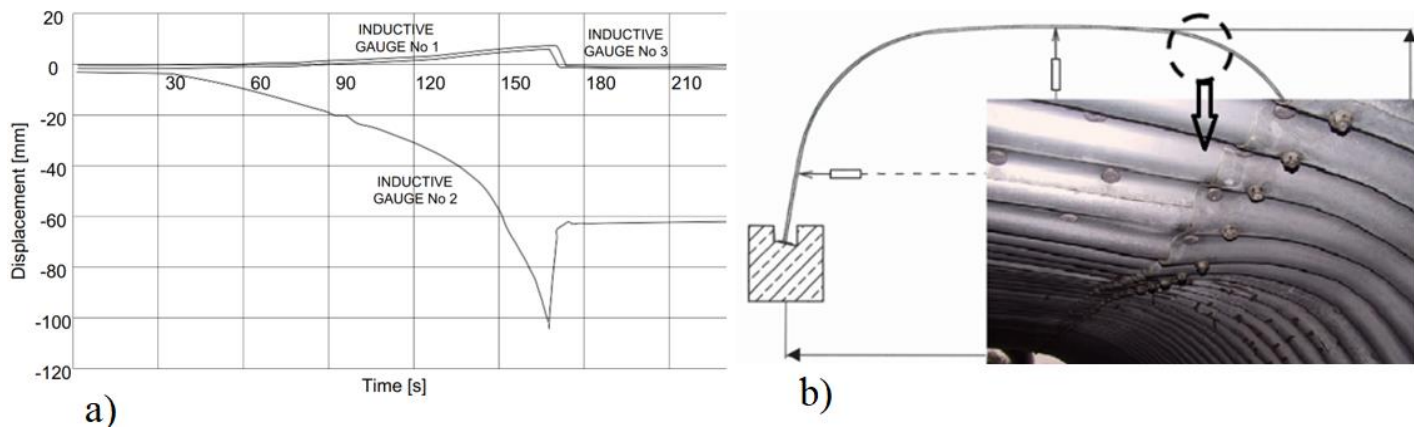 20
0
-20
-40
-60
-80
-100
-120
Displacement [mm]
INDUCTIVE
GAUGE No 1
INDUCTIVE
GAUGE No 3
30 60 90 120 150 180 210
INDUCTIVE
GAUGE No 2
Time [s]
a)
b)